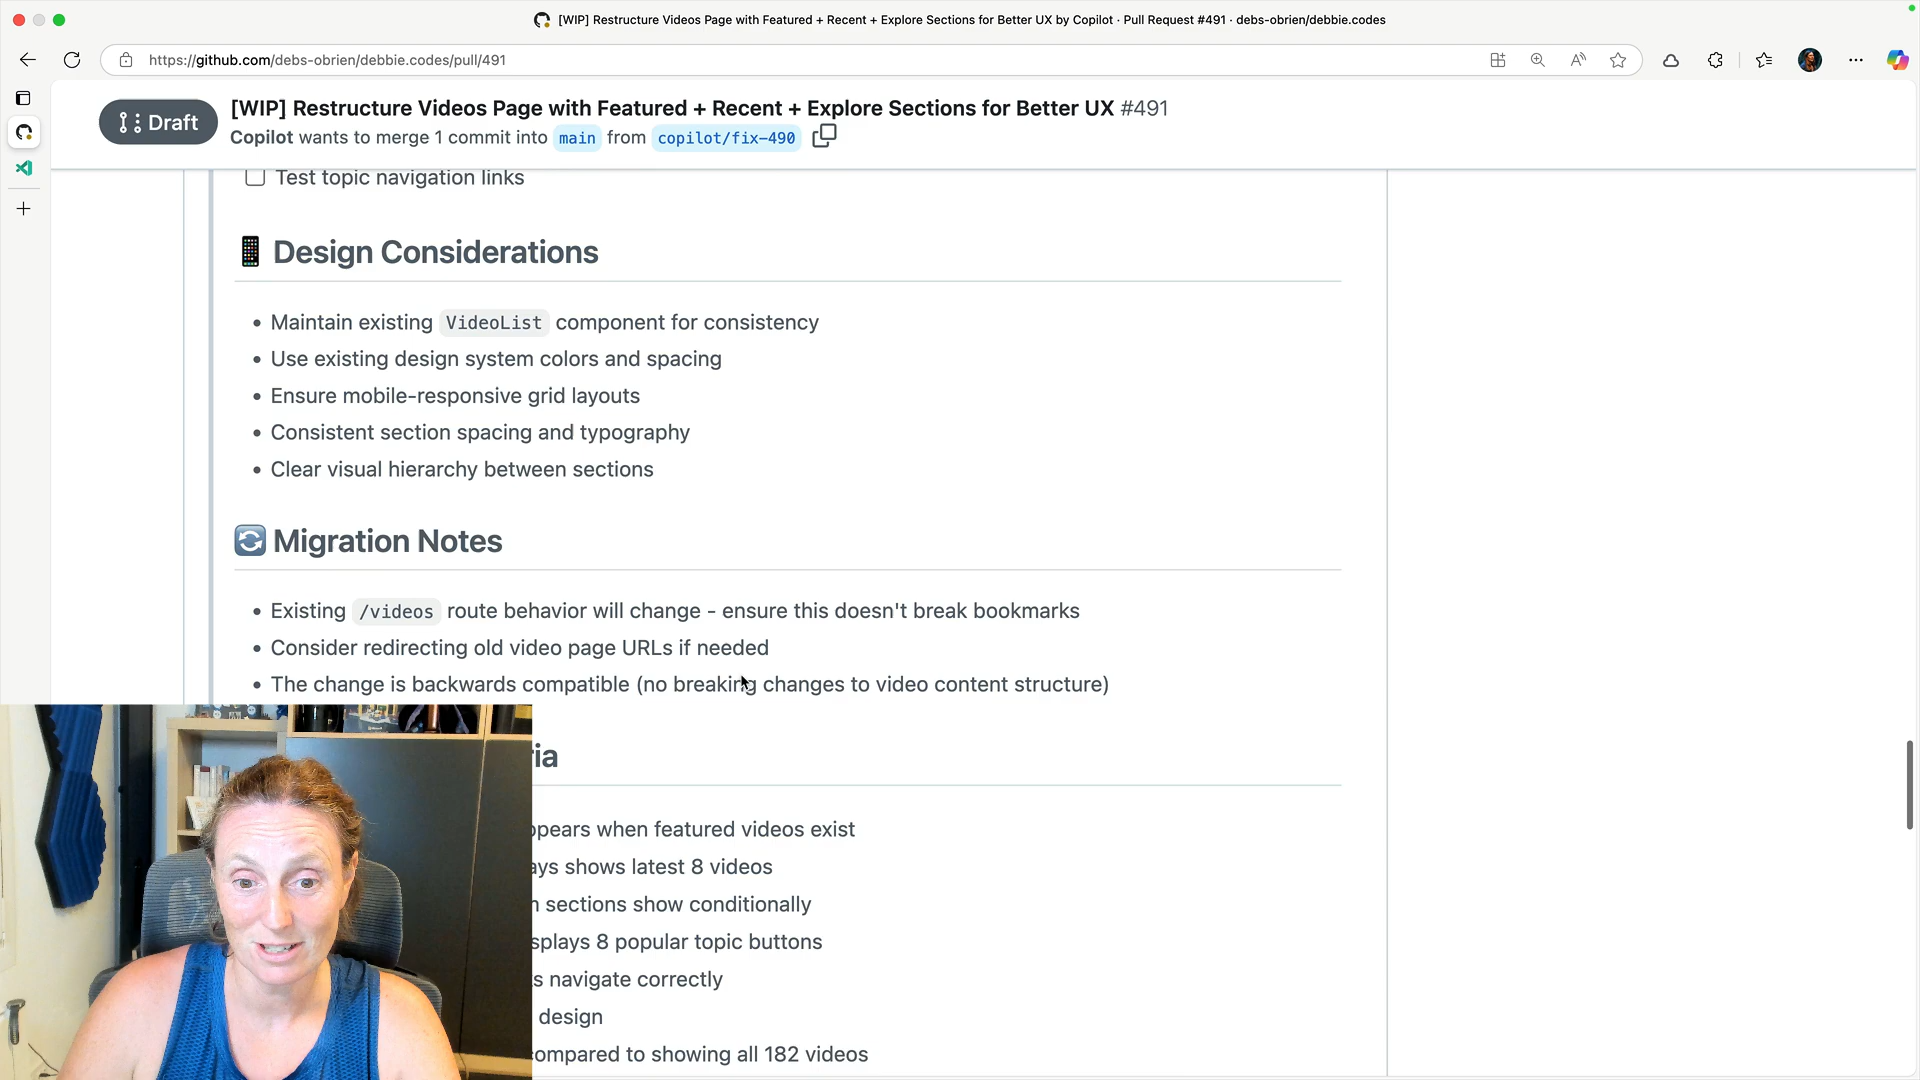 [WIP] Restructure Videos Page with Featured + Recent + Explore Sections for Better UX by Copilot · Pull Request #491 · debs-obrien/debbie.codes
https://github.com/debs-obrien/debbie.codes/pull/491
Draft
[WIP] Restructure Videos Page with Featured + Recent + Explore Sections for Better UX #491
Copilot wants to merge 1 commit into main from copilot/fix-490
Test topic navigation links
Design Considerations
Maintain existing VideoList component for consistency
Use existing design system colors and spacing
Ensure mobile-responsive grid layouts
Consistent section spacing and typography
Clear visual hierarchy between sections
Migration Notes
Existing /videos route behavior will change - ensure this doesn't break bookmarks
Consider redirecting old video page URLs if needed
The change is backwards compatible (no breaking changes to video content structure)
when featured videos exist
shows latest 8 videos
sections show conditionally
8 popular topic buttons
navigate correctly
design
to showing all 182 videos